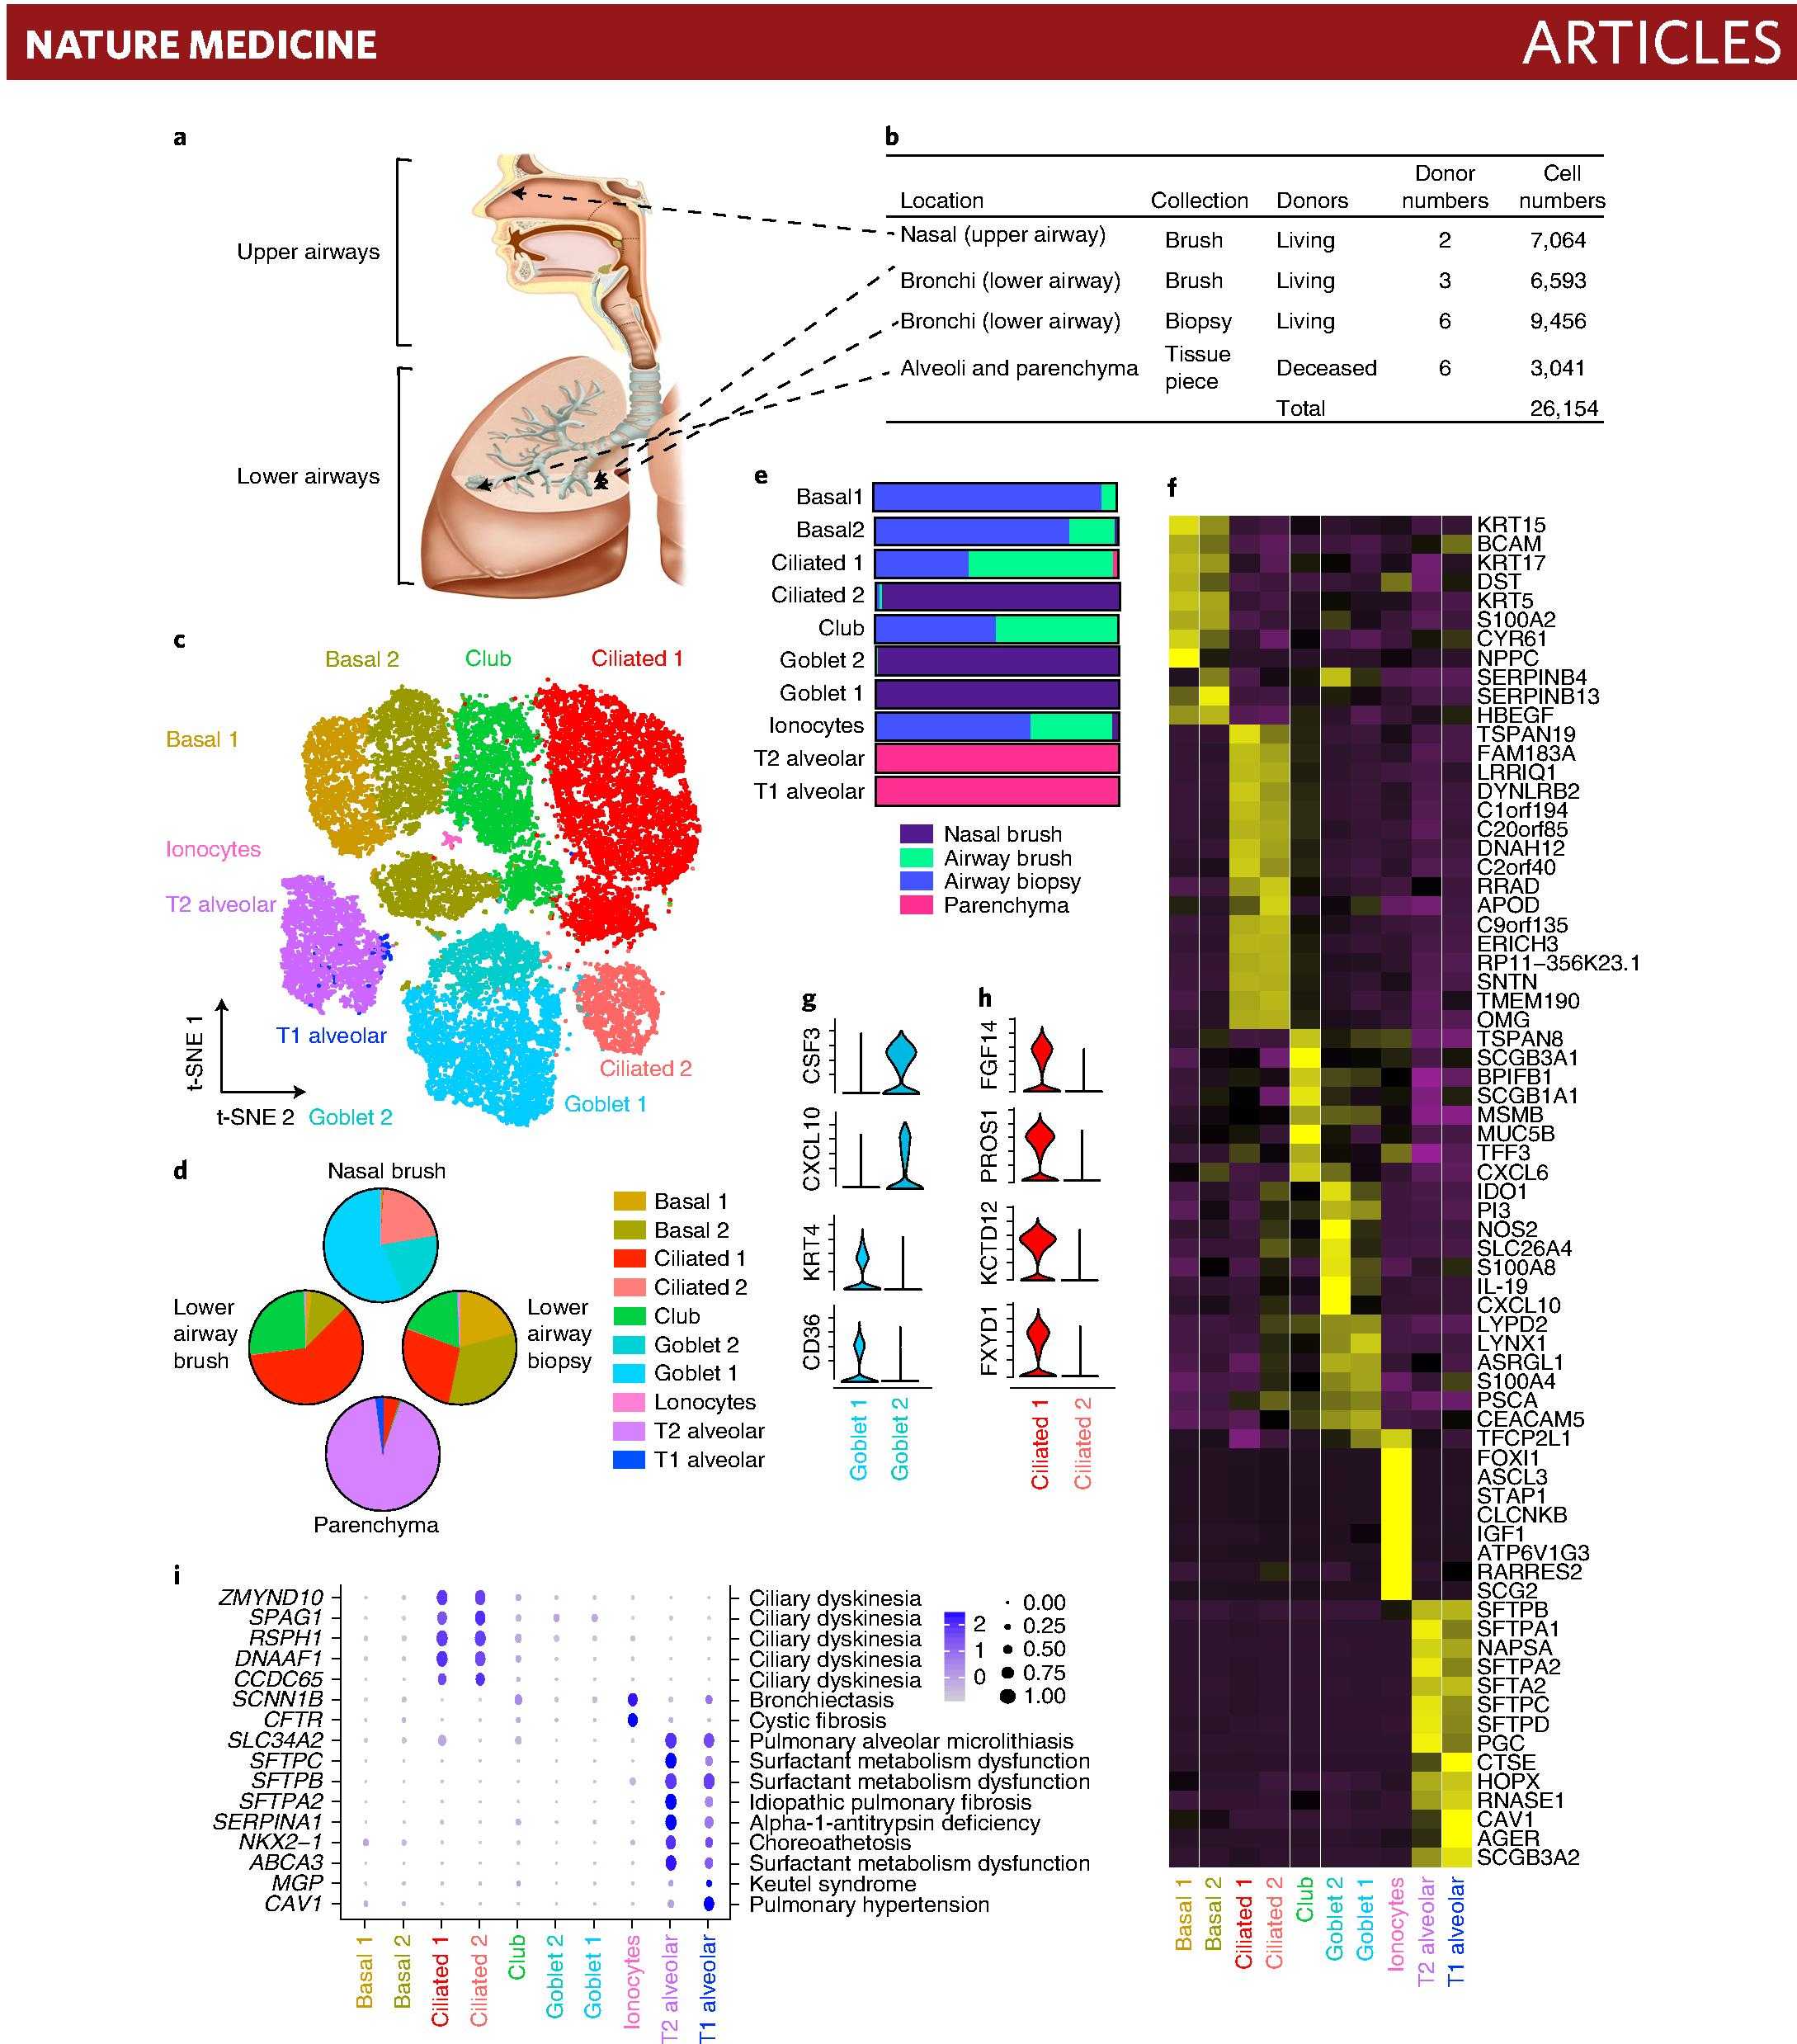 NATURE MEDICINE
ARTICLES
a
Upper airways
Lower airways
b
Location Collection Donors Donor numbers Cell numbers
Nasal (upper airway) Brush Living 2 7,064
Bronchi (lower airway) Brush Living 3 6,593
Bronchi (lower airway) Biopsy Living 6 9,456
Alveoli and parenchyma Tissue piece Deceased 6 3,041
Total 26,154
c
Basal 2
Club
Ciliated 1
Basal 1
Ionocytes
T2 alveolar
T1 alveolar
Ciliated 2
Goblet 1
Goblet 2
t-SNE 1
t-SNE 2
d
Nasal brush
Lower
airway
brush
Lower
airway
biopsy
Parenchyma
Basal 1
Basal 2
Ciliated 1
Ciliated 2
Club
Goblet 2
Goblet 1
Lonocytes
T2 alveolar
T1 alveolar
e
Basal1
Basal2
Ciliated 1
Ciliated 2
Club
Goblet 2
Goblet 1
Ionocytes
T2 alveolar
T1 alveolar
Nasal brush
Airway brush
Airway biopsy
Parenchyma
f
KRT15
BCAM
KRT17
DST
KRT5
S100A2
CYR61
NPPC
SERPINB4
SERPINB13
HBEGF
TSPAN19
FAM183A
LRRIQ1
DYNLRB2
C1orf194
C20orf85
DNAH12
C2orf40
RRAD
APOD
C9orf135
ERICH3
RP11−356K23.1
SNTN
TMEM190
OMG
TSPAN8
SCGB3A1
BPIFB1
SCGB1A1
MSMB
MUC5B
TFF3
CXCL6
IDO1
PI3
NOS2
SLC26A4
S100A8
IL-19
CXCL10
LYPD2
LYNX1
ASRGL1
S100A4
PSCA
CEACAM5
TFCP2L1
FOXI1
ASCL3
STAP1
CLCNKB
IGF1
ATP6V1G3
RARRES2
SCG2
SFTPB
SFTPA1
NAPSA
SFTPA2
SFTA2
SFTPC
SFTPD
PGC
CTSE
HOPX
RNASE1
CAV1
AGER
SCGB3A2
Basal 1
Basal 2
Ciliated 1
Ciliated 2
Club
Goblet 2
Goblet 1
Ionocytes
T2 alveolar
T1 alveolar
g
CSF3
CXCL10
KRT4
CD36
Goblet 1
Goblet 2
h
FGF14
PROS1
KCTD12
FXYD1
Ciliated 1
Ciliated 2
i
ZMYND10 Ciliary dyskinesia
SPAG1 Ciliary dyskinesia
RSPH1 Ciliary dyskinesia
DNAAF1 Ciliary dyskinesia
CCDC65 Ciliary dyskinesia
SCNN1B Bronchiectasis
CFTR Cystic fibrosis
SLC34A2 Pulmonary alveolar microlithiasis
SFTPC Surfactant metabolism dysfunction
SFTPB Surfactant metabolism dysfunction
SFTPA2 Idiopathic pulmonary fibrosis
SERPINA1 Alpha-1-antitrypsin deficiency
NKX2−1 Choreoathetosis
ABCA3 Surfactant metabolism dysfunction
MGP Keutel syndrome
CAV1 Pulmonary hypertension
2
1
0
0.00
0.25
0.50
0.75
1.00
Basal 1
Basal 2
Ciliated 1
Ciliated 2
Club
Goblet 2
Goblet 1
Ionocytes
T2 alveolar
T1 alveolar